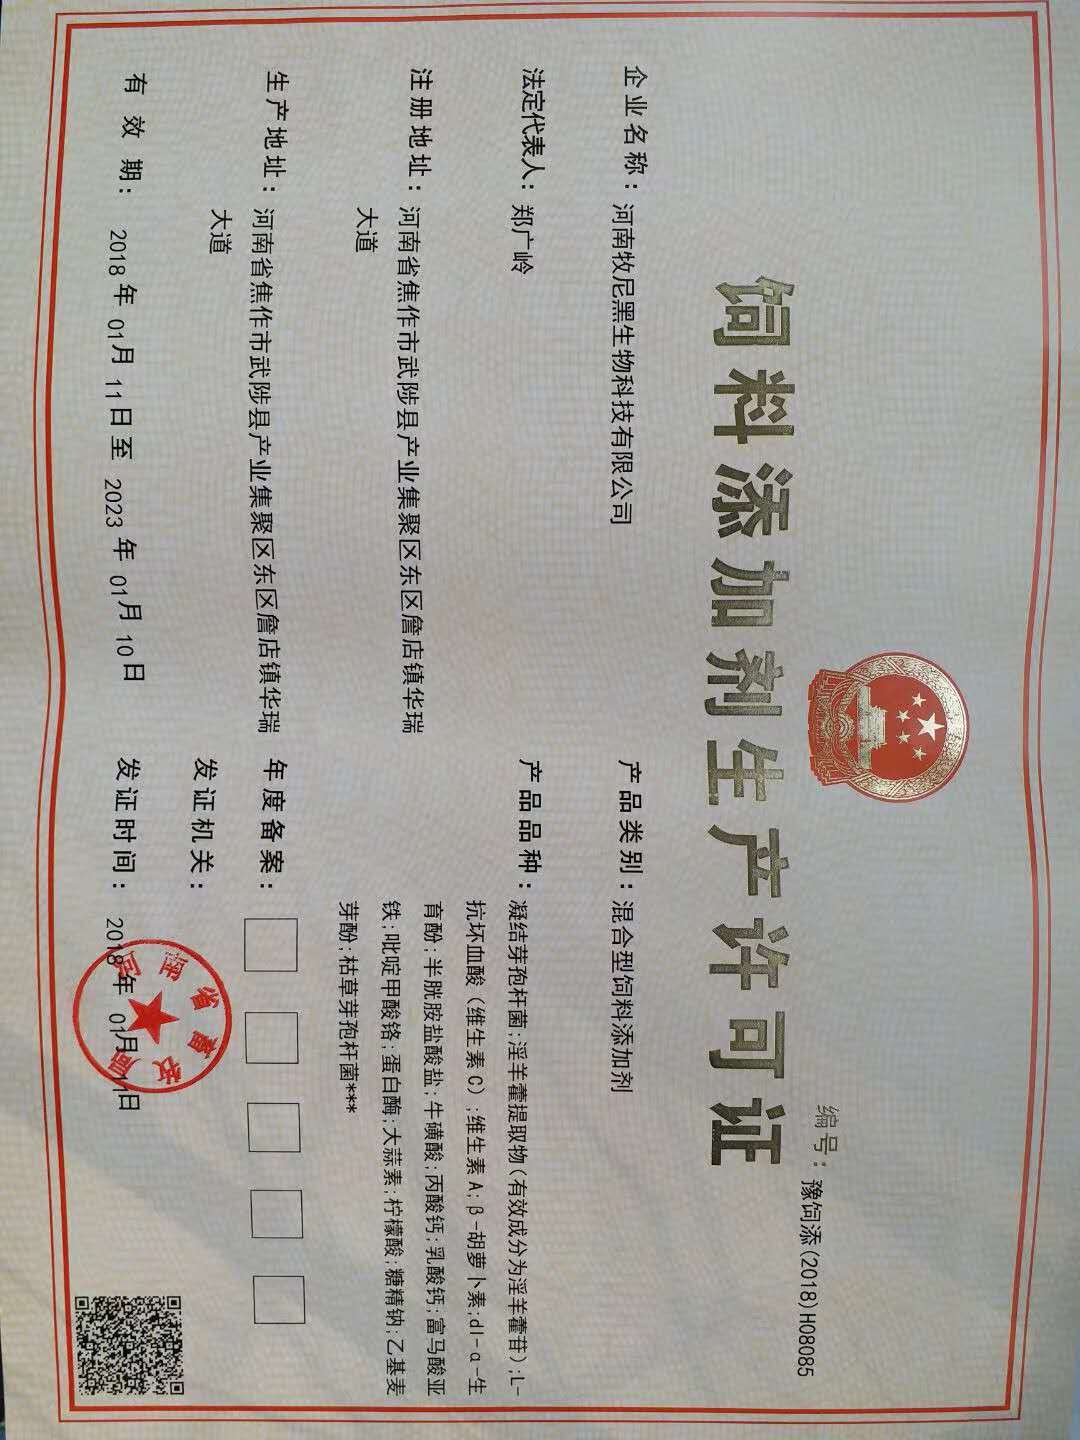 饲料添加剂生产许可证
编号：豫饲添(2018)H08085
企业名称：河南牧尼黑生物科技有限公司
法定代表人：郑广岭
注册地址：河南省焦作市武陟县产业集聚区东区詹店镇华瑞
大道
生产地址：河南省焦作市武陟县产业集聚区东区詹店镇华瑞
大道
有效期：2018年01月11日至2023年01月10日
产品类别：混合型饲料添加剂
产品品种：凝结芽孢杆菌;淫羊藿提取物(有效成分为淫羊藿苷);L-
抗坏血酸（维生素C）;维生素A;β-胡萝卜素;dl-α-生
育酚;半胱胺盐酸盐;牛磺酸;丙酸钙;乳酸钙;富马酸亚
铁;吡啶甲酸铬;蛋白酶;大蒜素;柠檬酸;糖精钠;乙基麦
芽酚;枯草芽孢杆菌***
年度备案：
发证机关：
发证时间：2018年01月11日
河南省畜牧局